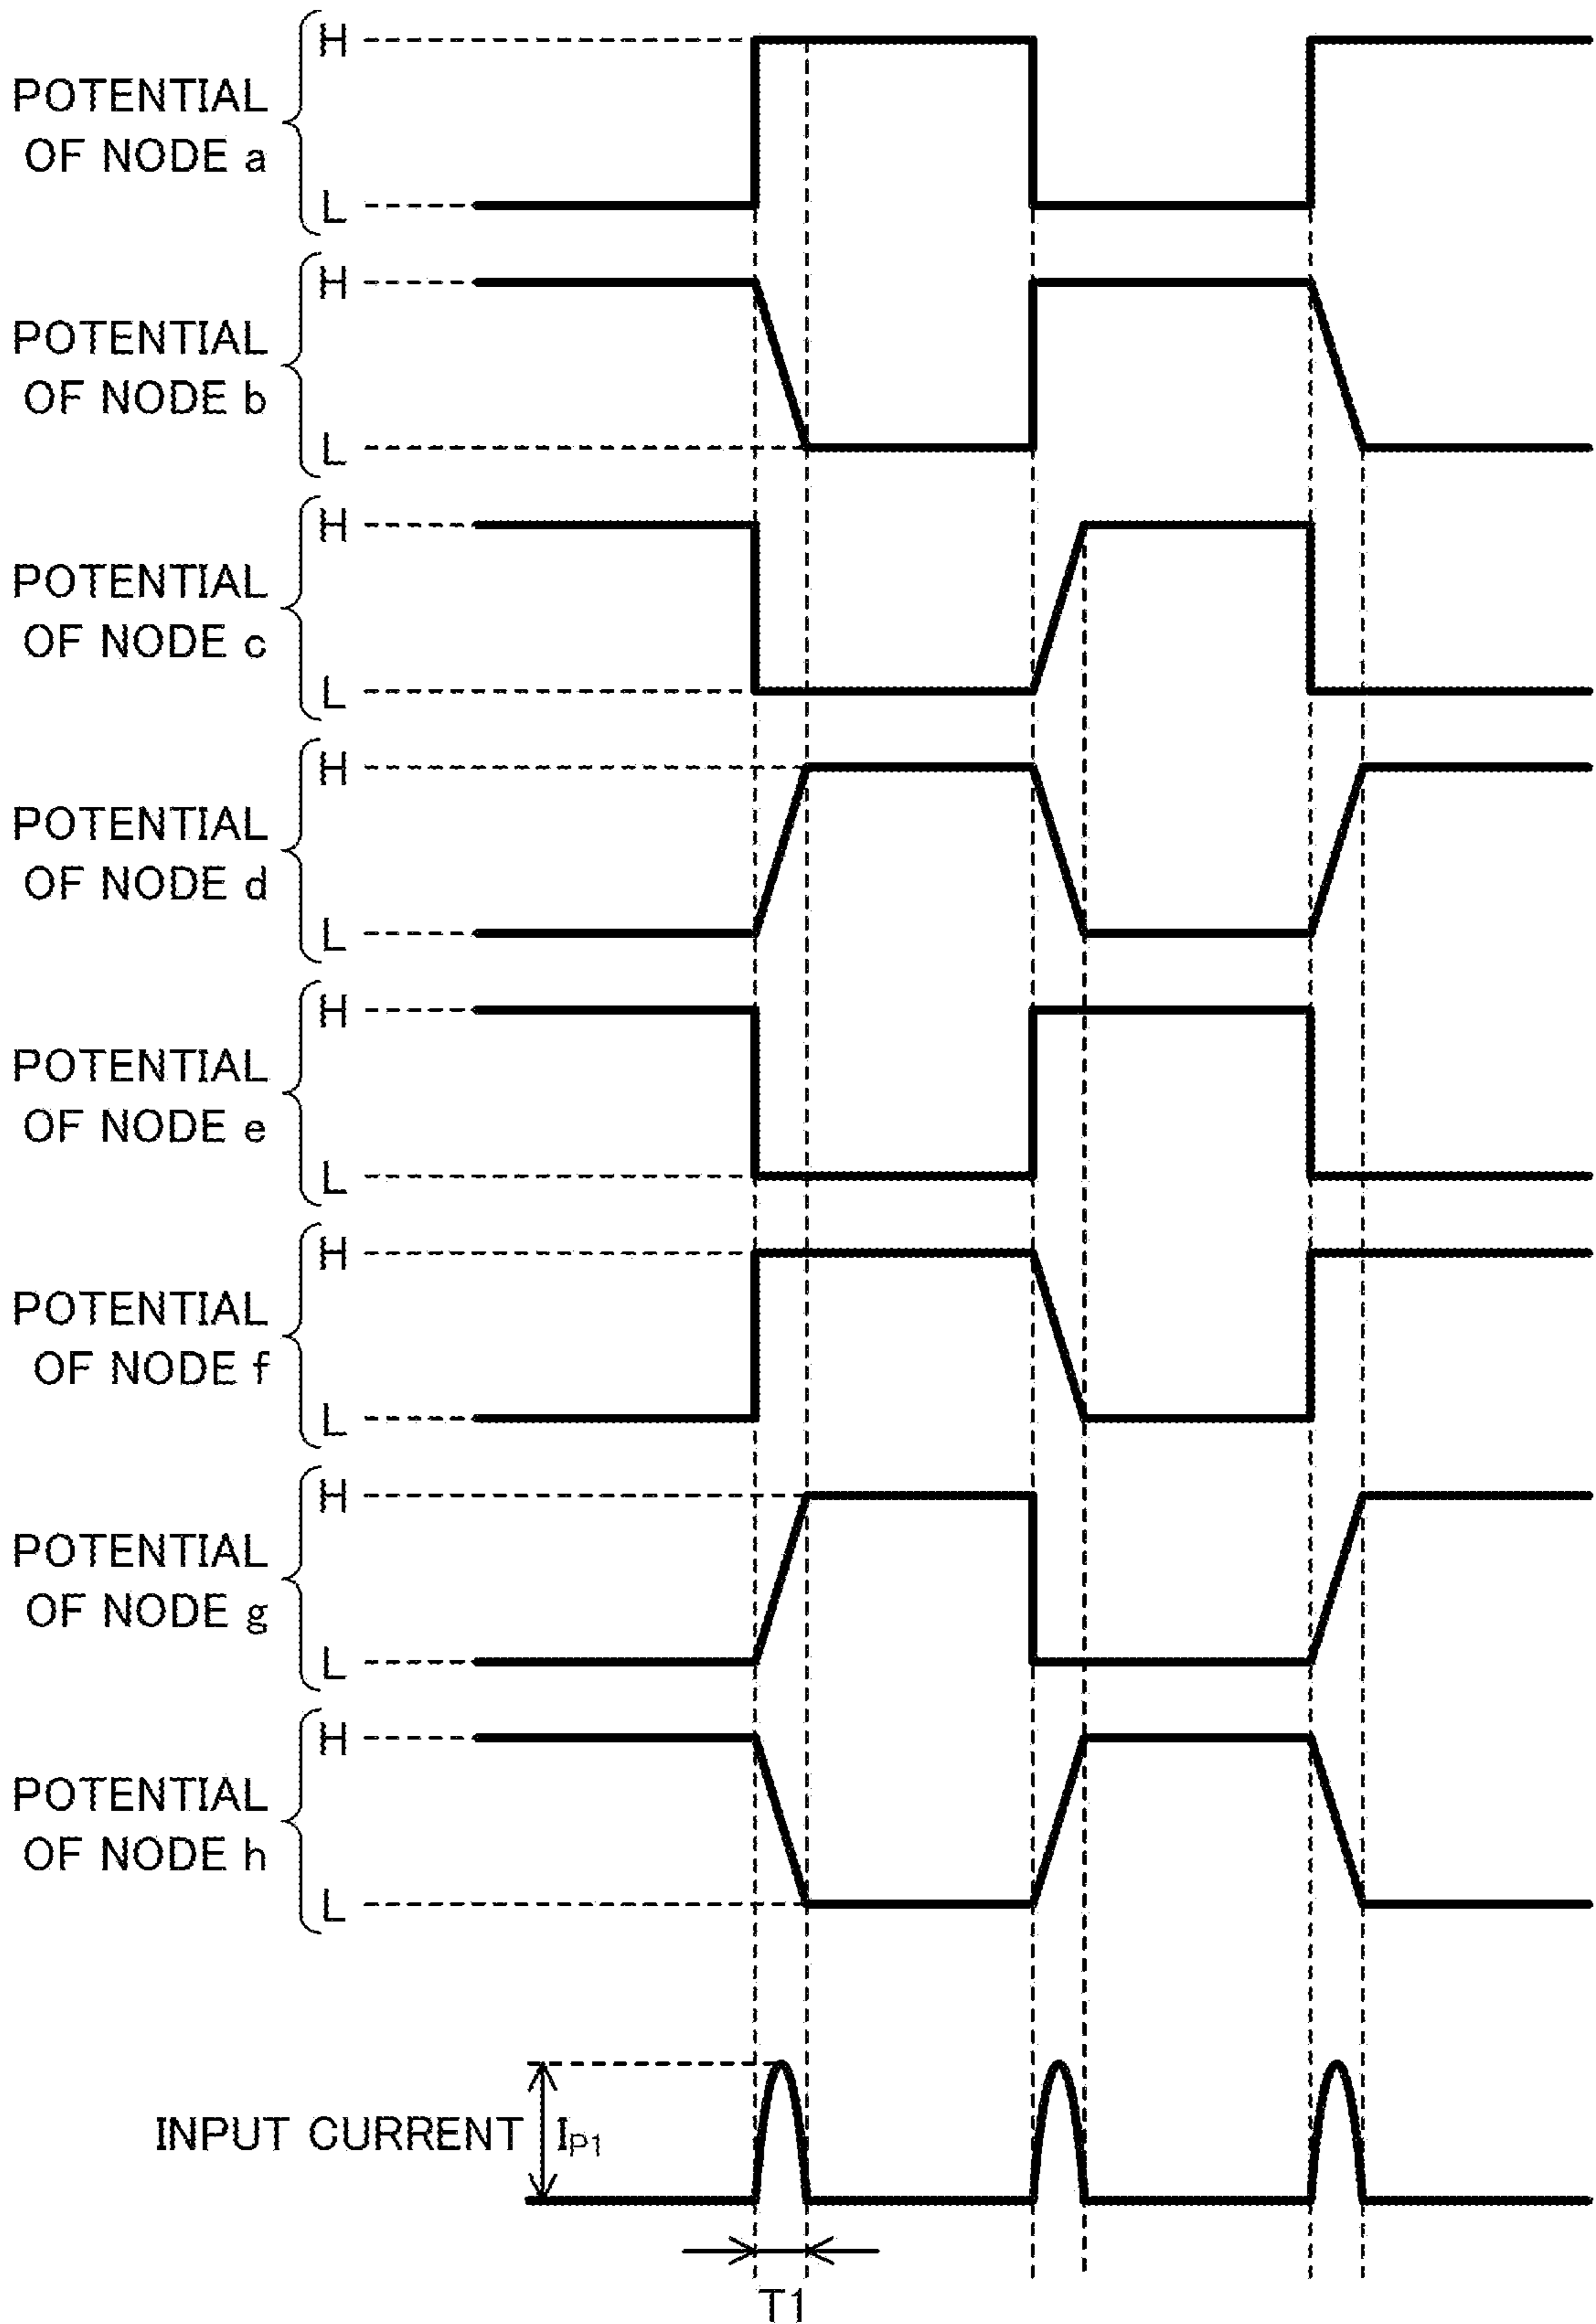 H
POTENTIAL
OF NODE a
L
H
POTENTIAL
OF NODE b
L
H
POTENTIAL
OF NODE c
L
H
POTENTIAL
OF NODE d
L
H
POTENTIAL
OF NODE e
L
H
POTENTIAL
OF NODE f
L
H
POTENTIAL
OF NODE g
L
H
POTENTIAL
OF NODE h
L
INPUT CURRENT IP1
T1